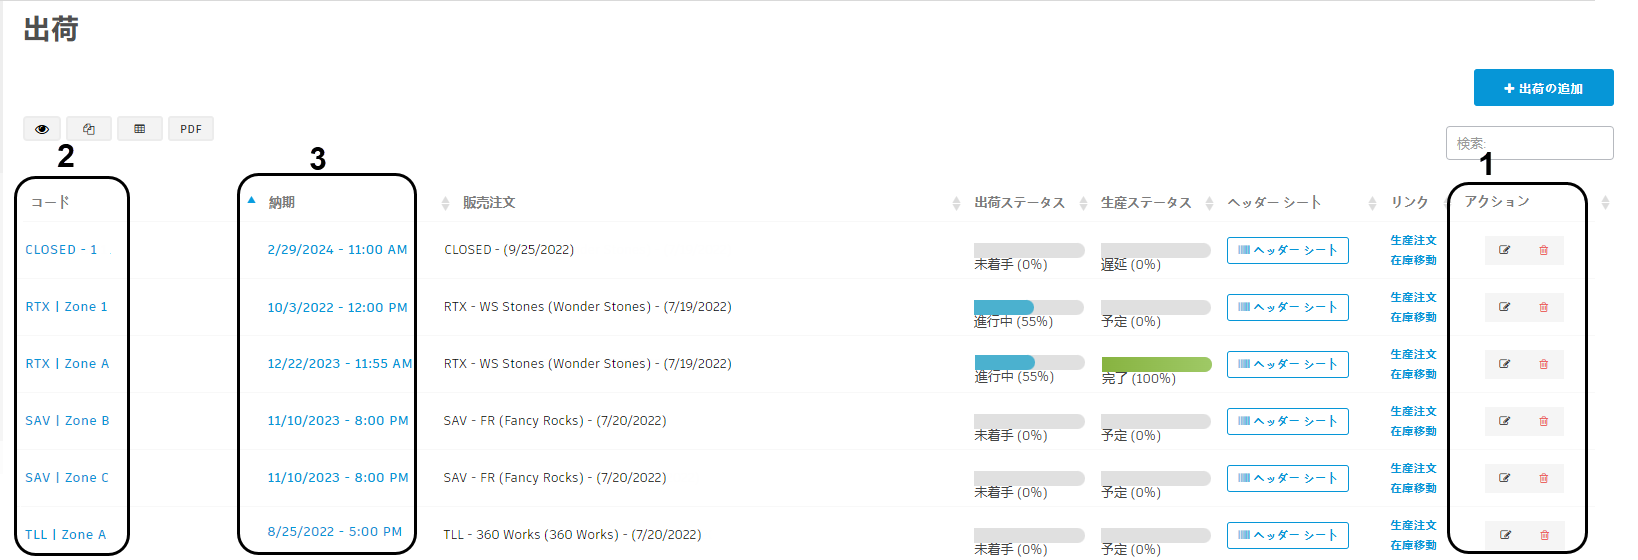 出荷
+ 出荷の追加
PDF
検索:
2
3
1
コード 納期 販売注文 出荷ステータス 生産ステータス ヘッダー シート リンク アクション
CLOSED - 1 2/29/2024 - 11:00 AM CLOSED - (9/25/2022) 未着手 (0%) 遅延 (0%) ヘッダー シート 生産注文
在庫移動
RTX | Zone 1 10/3/2022 - 12:00 PM RTX - WS Stones (Wonder Stones) - (7/19/2022) 進行中 (55%) 予定 (0%) ヘッダー シート 生産注文
在庫移動
RTX | Zone A 12/22/2023 - 11:55 AM RTX - WS Stones (Wonder Stones) - (7/19/2022) 進行中 (55%) 完了 (100%) ヘッダー シート 生産注文
在庫移動
SAV | Zone B 11/10/2023 - 8:00 PM SAV - FR (Fancy Rocks) - (7/20/2022) 未着手 (0%) 予定 (0%) ヘッダー シート 生産注文
在庫移動
SAV | Zone C 11/10/2023 - 8:00 PM SAV - FR (Fancy Rocks) - (7/20/2022) 未着手 (0%) 予定 (0%) ヘッダー シート 生産注文
在庫移動
TLL | Zone A 8/25/2022 - 5:00 PM TLL - 360 Works (360 Works) - (7/20/2022) 未着手 (0%) 予定 (0%) ヘッダー シート 生産注文
在庫移動